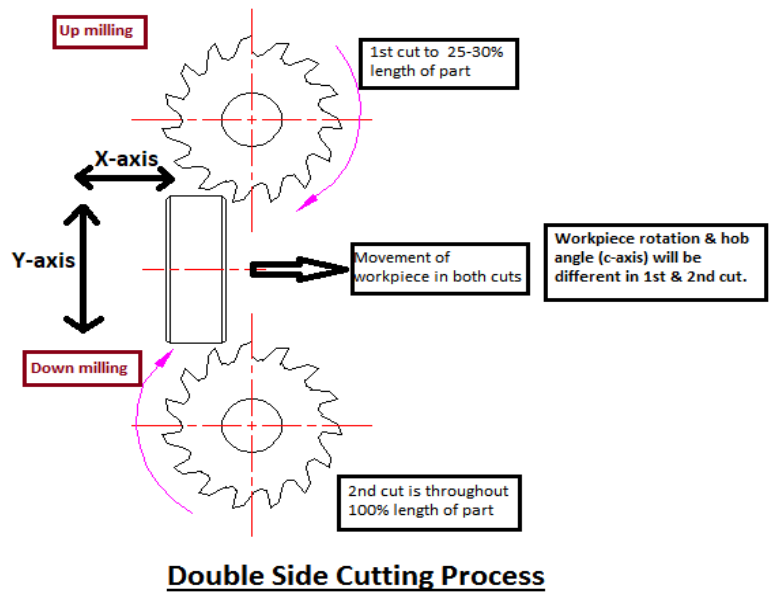 Up milling
1st cut to 25-30%
length of part
X-axis
Y-axis
Movement of
workpiece in both cuts
Workpiece rotation & hob
angle (c-axis) will be
different in 1st & 2nd cut.
Down milling
2nd cut is throughout
100% length of part
Double Side Cutting Process